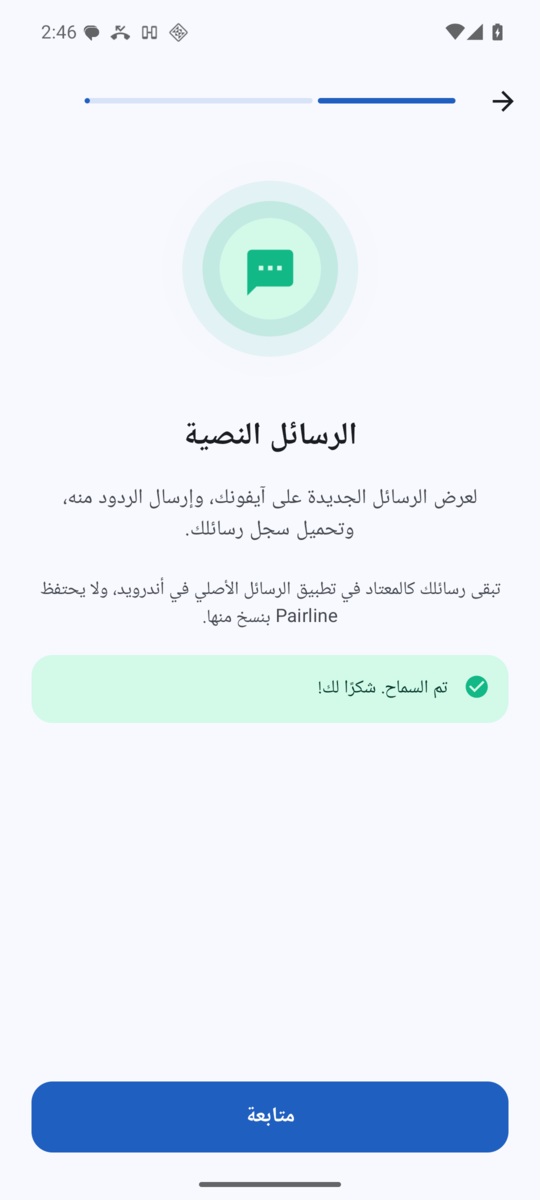 2:46
الرسائل النصية
لعرض الرسائل الجديدة على آيفونك، وإرسال الردود منه،
وتحميل سجل رسائلك.
تبقى رسائلك كالمعتاد في تطبيق الرسائل الأصلي في أندرويد، ولا يحتفظ
Pairline بنسخ منها.
تم السماح. شكرًا لك!
متابعة